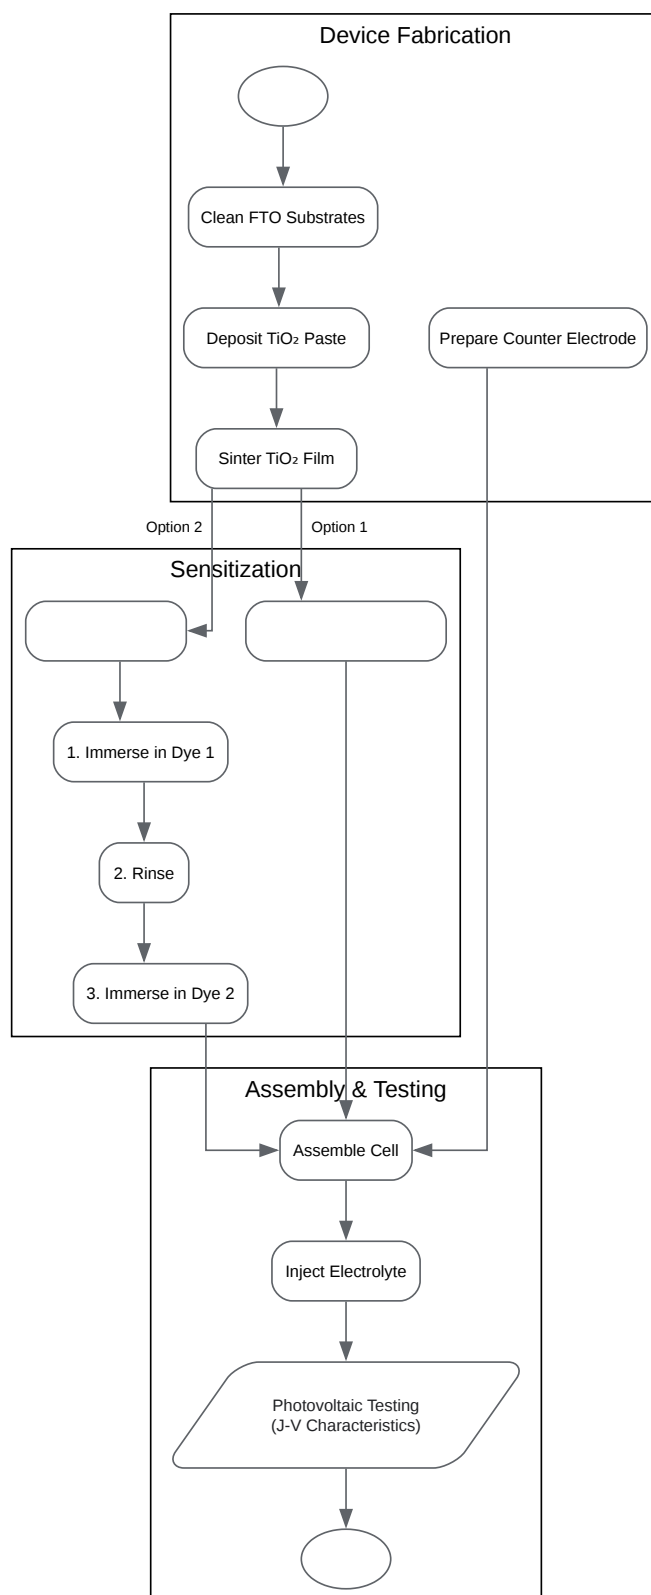 Device Fabrication
Clean FTO Substrates
Deposit TiO₂ Paste
Prepare Counter Electrode
Sinter TiO₂ Film
Option 2
Option 1
Sensitization
1. Immerse in Dye 1
2. Rinse
3. Immerse in Dye 2
Assembly & Testing
Assemble Cell
Inject Electrolyte
Photovoltaic Testing
(J-V Characteristics)